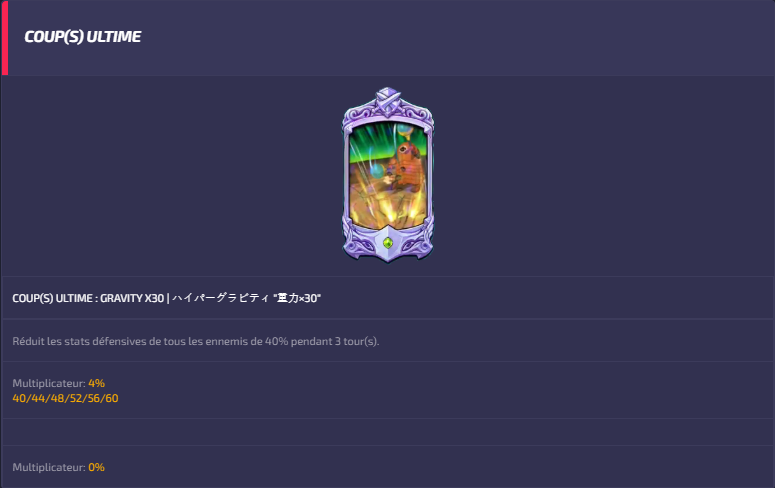 COUP(S) ULTIME
COUP(S) ULTIME : GRAVITY X30 | ハイパーグラビティ "重力×30"
Réduit les stats défensives de tous les ennemis de 40% pendant 3 tour(s).
Multiplicateur: 4%
40/44/48/52/56/60
Multiplicateur: 0%